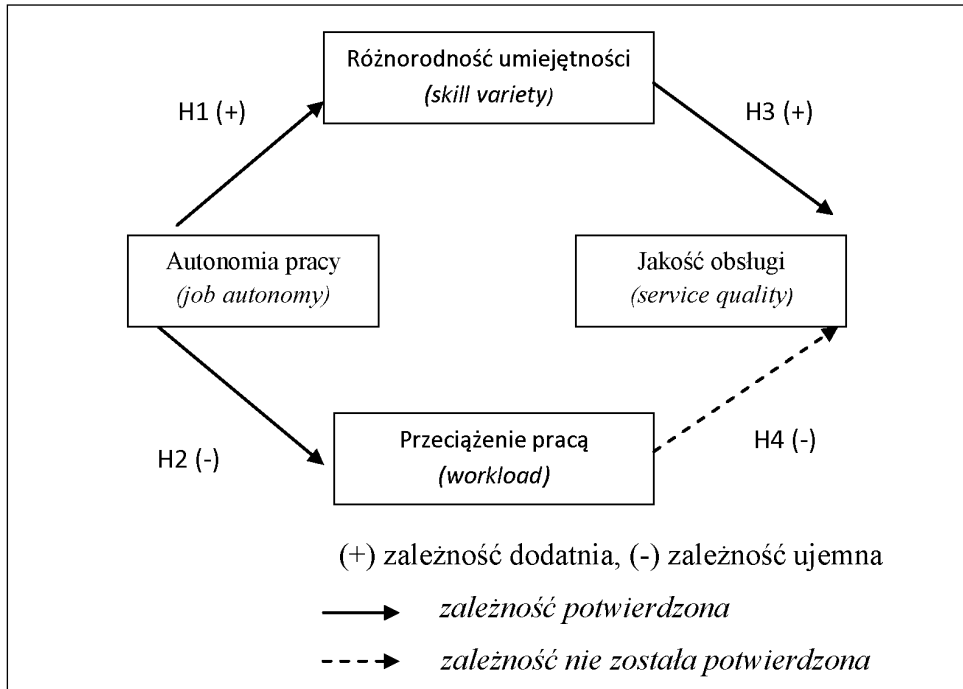 Różnorodność umiejętności
(skill variety)
H1 (+)
H3 (+)
Autonomia pracy
(job autonomy)
Jakość obsługi
(service quality)
H2 (-)
Przeciążenie pracą
(workload)
H4 (-)
(+) zależność dodatnia, (-) zależność ujemna
zależność potwierdzona
zależność nie została potwierdzona